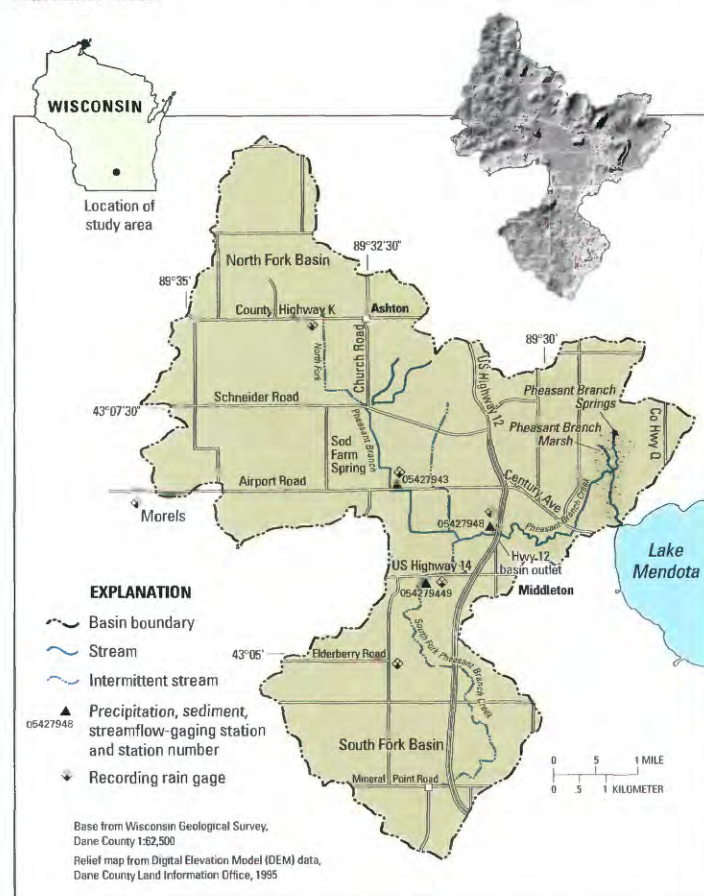 WISCONSIN
Location of
study area
89°32'30"
North Fork Basin
89°35'
County Highway K
Ashton
89°30'
North Fork
Church Road
US Highway 12
Pheasant Branch
Springs
Schneider Road
43°07'30"
Pheasant Branch
Marsh
Co Hwy Q
Pheasant Branch
Sod
Farm
Spring
05427943
Airport Road
Century Ave
Morels
05427948
Pheasant Branch Creek
Hwy 12
basin outlet
Lake
Mendota
US Highway 14
EXPLANATION
054279449
Middleton
Basin boundary
Stream
43°05'
Elderberry Road
South Fork Pheasant Branch Creek
Intermittent stream
05427948
Precipitation, sediment,
streamflow-gaging station
and station number
South Fork Basin
Recording rain gage
Mineral Point Road
0 .5 1 MILE
0 .5 1 KILOMETER
Base from Wisconsin Geological Survey,
Dane County 1:62,500
Relief map from Digital Elevation Model (DEM) data,
Dane County Land Information Office, 1995